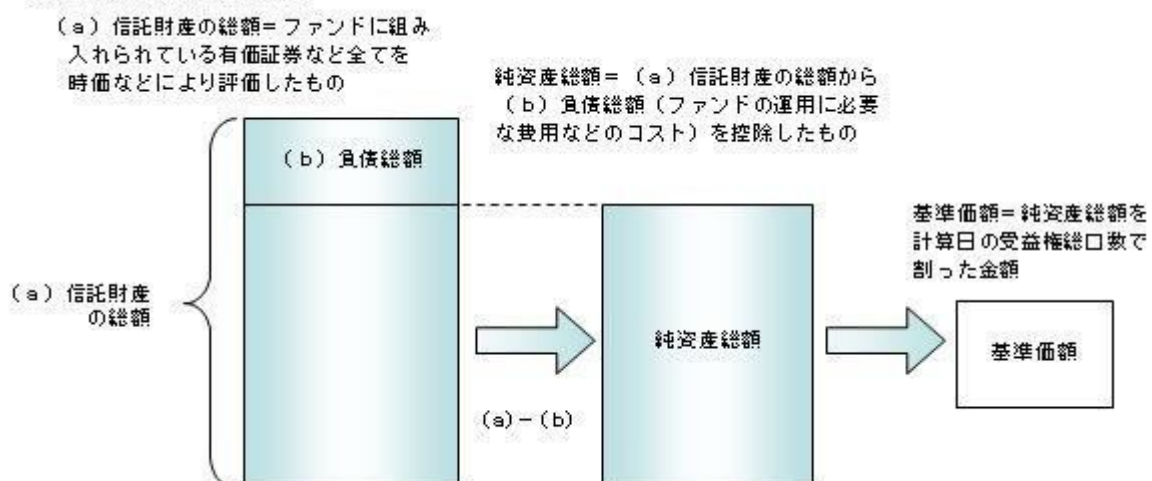 （a）信託財産の総額＝ファンドに組み
入れられている有価証券など全てを
時価などにより評価したもの
純資産総額＝（a）信託財産の総額から
（b）負債総額（ファンドの運用に必要
な費用などのコスト）を控除したもの
（b）負債総額
基準価額＝純資産総額を
計算日の受益権総口数で
割った金額
（a）信託財産
の総額
純資産総額
基準価額
(a)－(b)